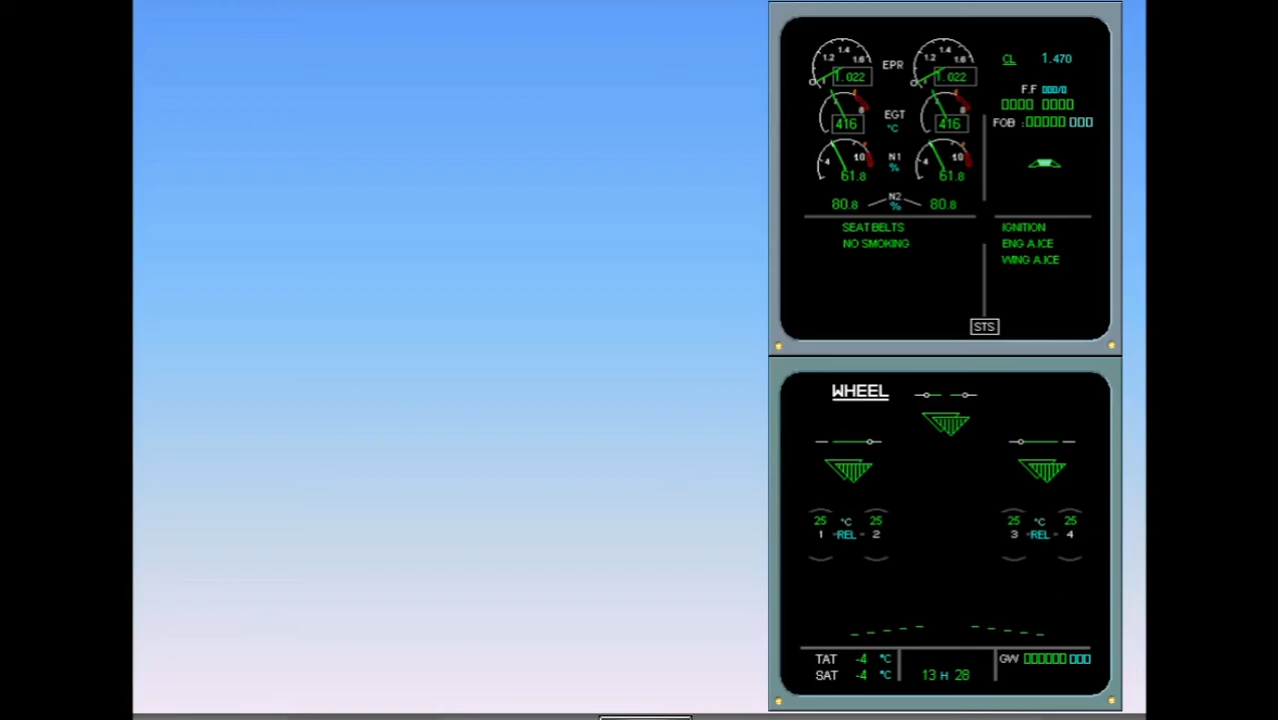 1.2 1.4 1.6 1.022 EPR 1.2 1.4 1.6 1.022 CL 1.470
F.F
8 416 EGT °C 8 416
FOB :
4 10 61.8 N1 % 4 10 61.8
80.8 N2 % 80.8
SEAT BELTS
NO SMOKING
IGNITION
ENG A.ICE
WING A.ICE
STS
WHEEL
25 °C 25 25 °C 25
1 -REL- 2 3 -REL- 4
TAT -4 °C
SAT -4 °C
13 H 28
GW